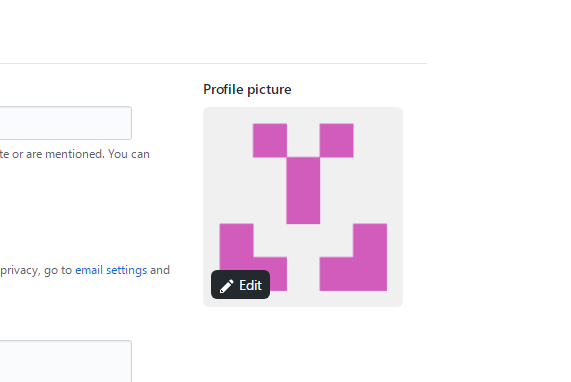 Profile picture
te or are mentioned. You can
privacy, go to email settings and
Edit